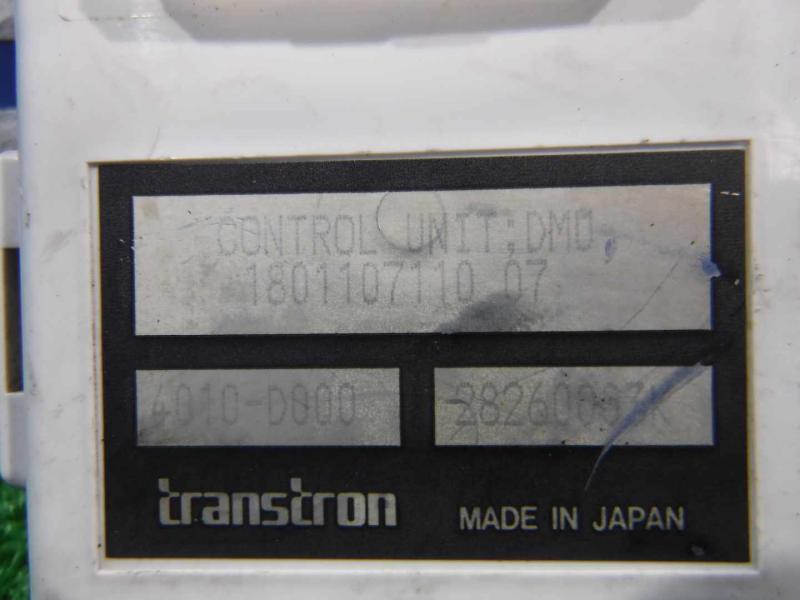 CONTROL UNIT;DMD,
1801107110 07
4010-D800
transtron
MADE IN JAPAN